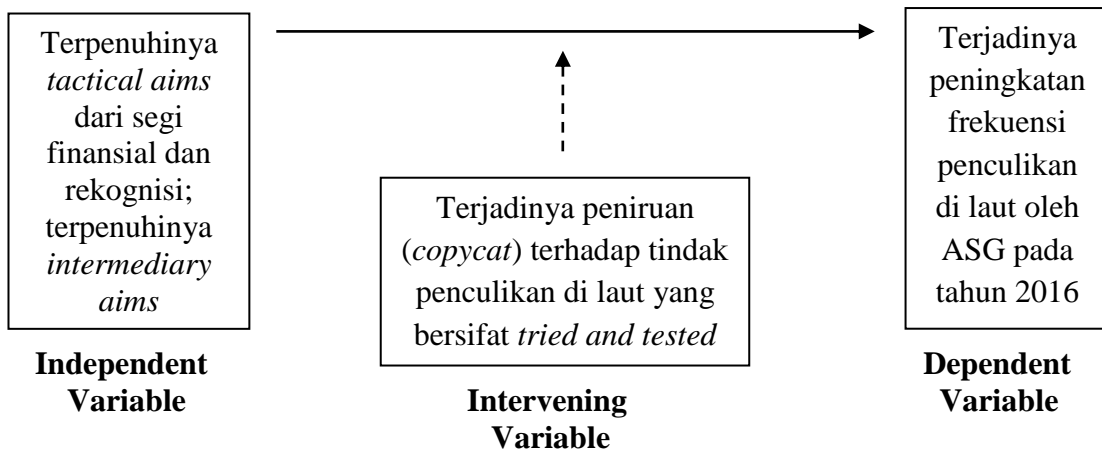 Terpenuhinya
tactical aims
dari segi
finansial dan
rekognisi;
terpenuhinya
intermediary
aims
Independent
Variable
Terjadinya peniruan
(copycat) terhadap tindak
penculikan di laut yang
bersifat tried and tested
Intervening
Variable
Terjadinya
peningkatan
frekuensi
penculikan
di laut oleh
ASG pada
tahun 2016
Dependent
Variable